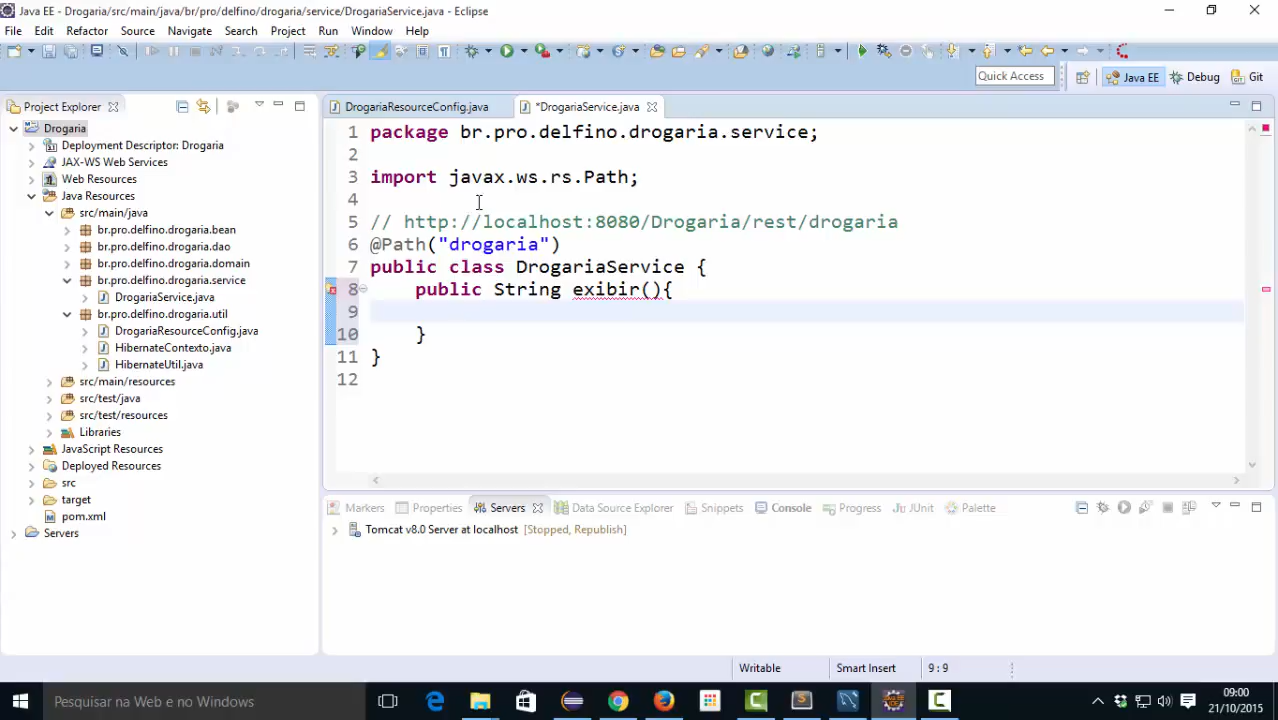 Java EE - Drogaria/src/main/java/br/pro/delfino/drogaria/service/DrogariaService.java - Eclipse
File Edit Refactor Source Navigate Search Project Run Window Help
Quick Access Java EE Debug Git
Project Explorer
DrogariaResourceConfig.java *DrogariaService.java
Drogaria
Deployment Descriptor: Drogaria
JAX-WS Web Services
Web Resources
Java Resources
src/main/java
br.pro.delfino.drogaria.bean
br.pro.delfino.drogaria.dao
br.pro.delfino.drogaria.domain
br.pro.delfino.drogaria.service
DrogariaService.java
br.pro.delfino.drogaria.util
DrogariaResourceConfig.java
HibernateContexto.java
HibernateUtil.java
src/main/resources
src/test/java
src/test/resources
Libraries
JavaScript Resources
Deployed Resources
src
target
pom.xml
Servers
1 package br.pro.delfino.drogaria.service;
2
3 import javax.ws.rs.Path;
4
5 // http://localhost:8080/Drogaria/rest/drogaria
6 @Path("drogaria")
7 public class DrogariaService {
8 public String exibir(){
9
10 }
11 }
12
Markers Properties Servers Data Source Explorer Snippets Console Progress JUnit Palette
Tomcat v8.0 Server at localhost [Stopped, Republish]
Writable Smart Insert 9 : 9
Pesquisar na Web e no Windows
09:00
21/10/2015